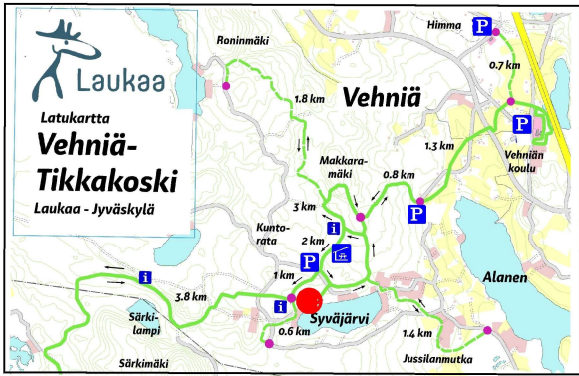 Laukaa
Latukartta
Vehniä-
Tikkakoski
Laukaa - Jyväskylä
Himma
P
Roninmäki
0.7 km
1.8 km
Vehniä
P
Vehniän
koulu
1.3 km
Makkara-
mäki
0.8 km
P
3 km
i
Kunto-
rata
2 km
P
1 km
i
3.8 km
i
Alanen
Särki-
lampi
0.6 km
Syväjärvi
1.4 km
Särkimäki
Jussilanmutka